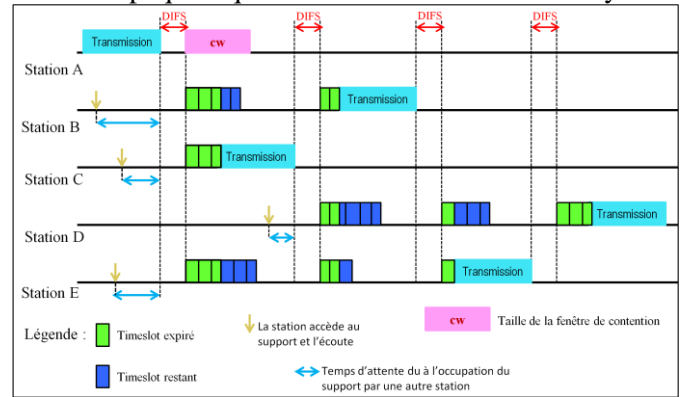 DIFS DIFS DIFS DIFS
Transmission cw
Station A
Transmission
Station B
Transmission
Station C
Transmission
Station D
Transmission
Station E
Légende :
Timeslot expiré
Timeslot restant
La station accède au
support et l'écoute
Temps d'attente du à l'occupation du
support par une autre station
cw Taille de la fenêtre de contention